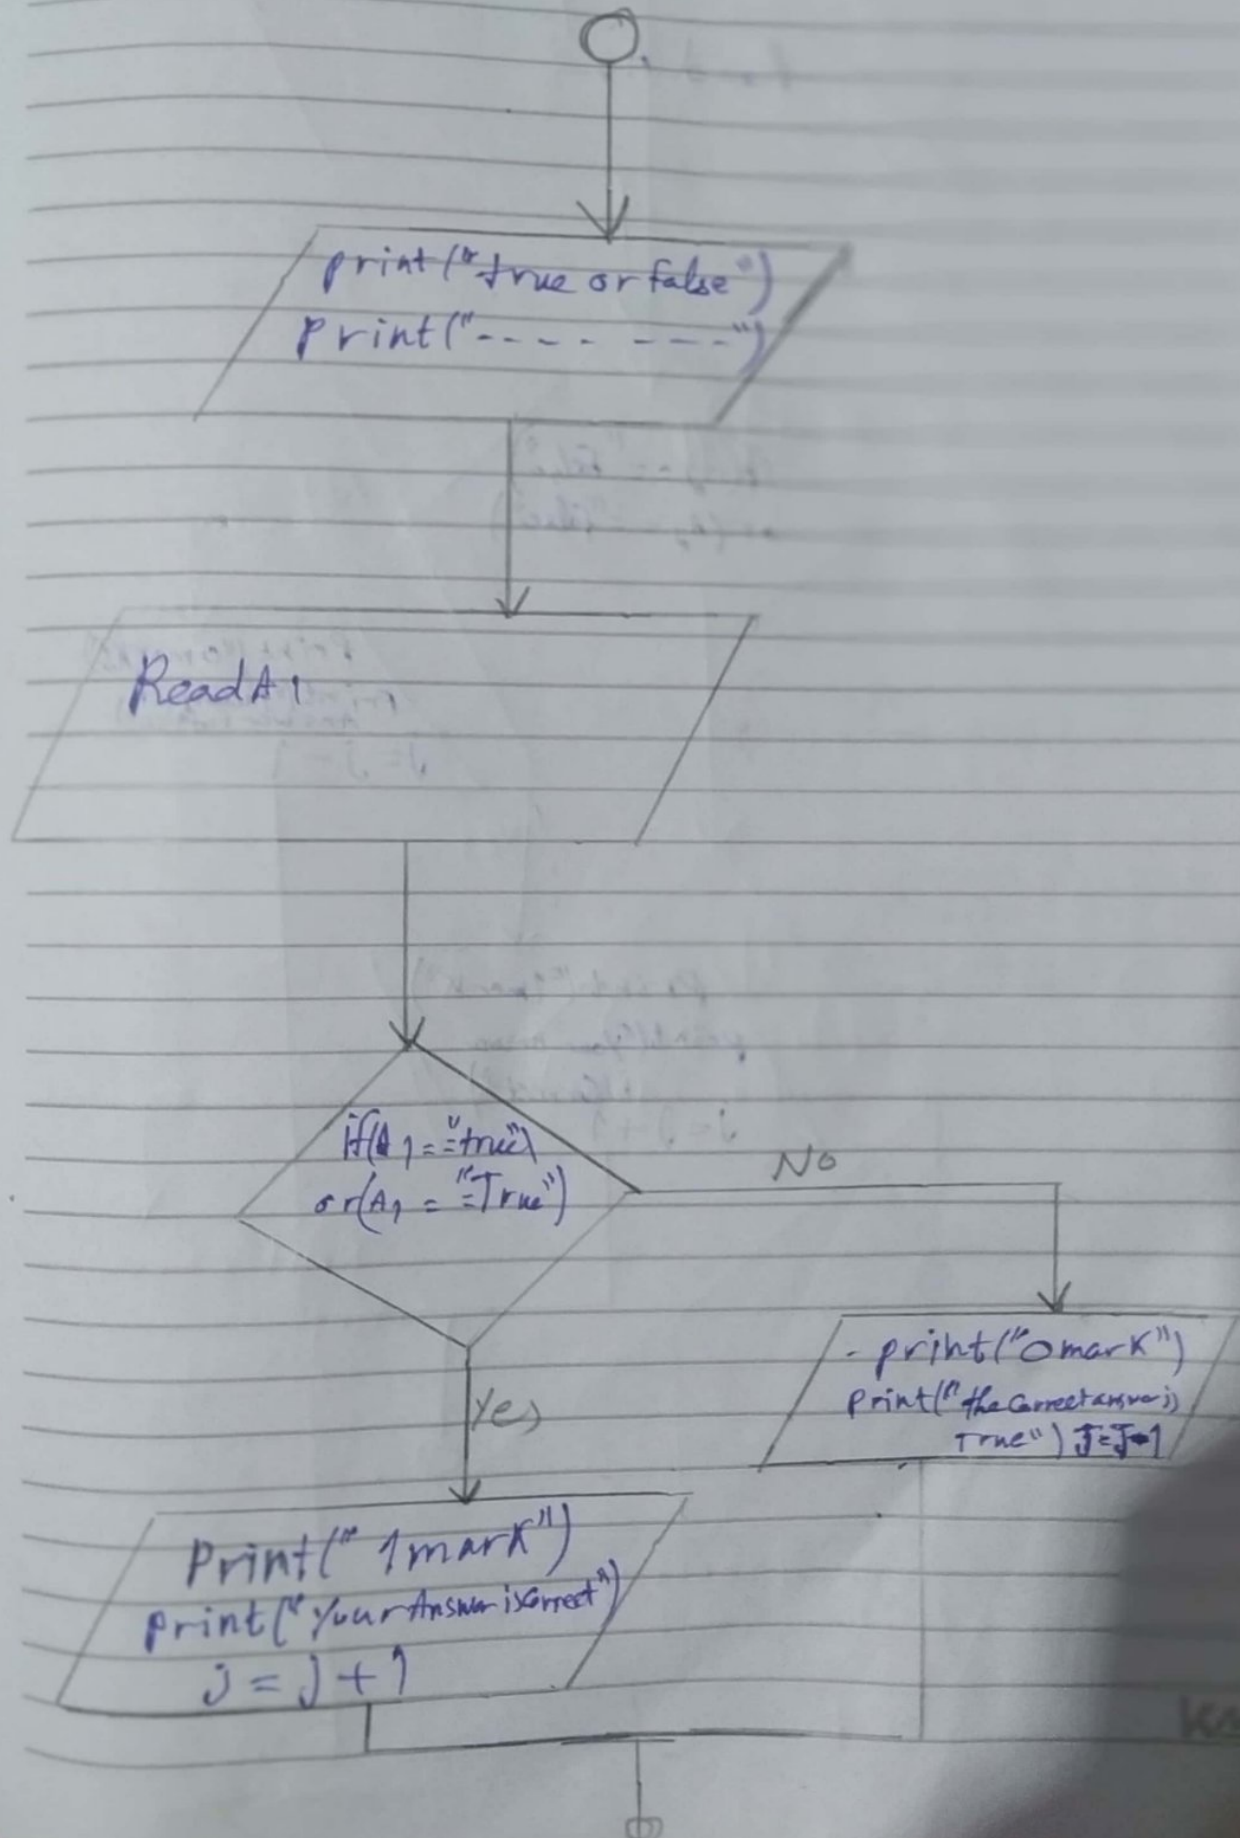 print("true or false")
print("---- ---")
Read A1
if(A1=="true")
or(A1=="True")
No
Yes
- print("0 mark")
print("the Correct answer is
True") J=J-1
Print("1 mark")
print("Your Answer is Correct")
j = j + 1